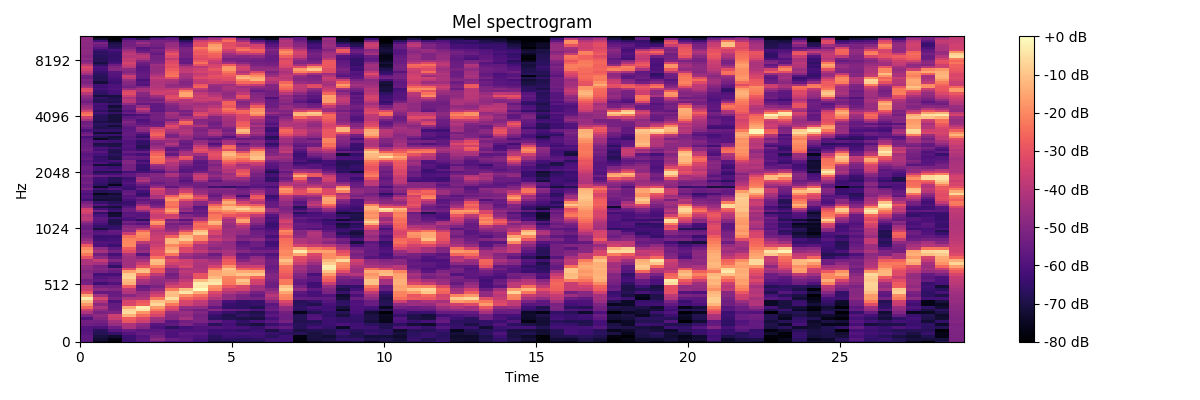 Mel spectrogram
8192
4096
2048
1024
512
0
Hz
0 5 10 15 20 25
Time
+0 dB
-10 dB
-20 dB
-30 dB
-40 dB
-50 dB
-60 dB
-70 dB
-80 dB